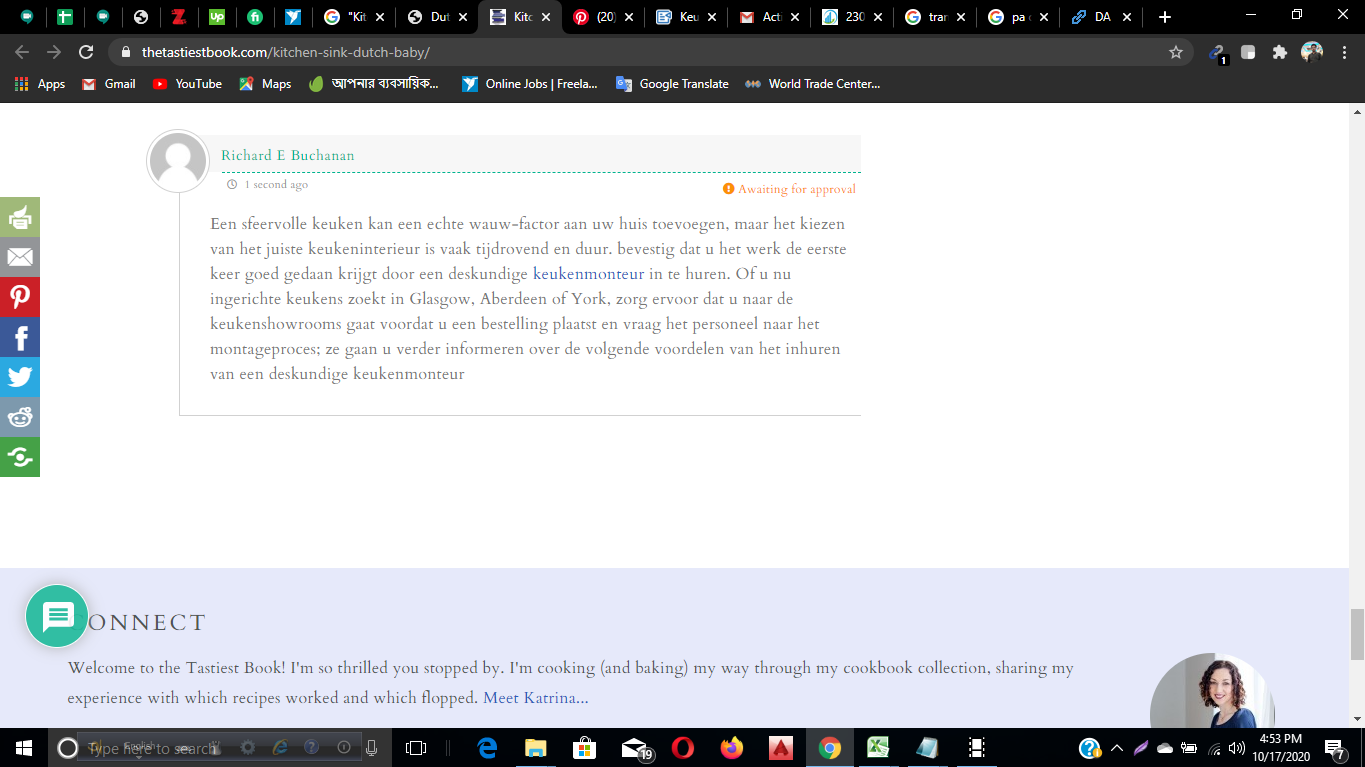 "Kit
Dut
Kitc
(20)
Keu
Acti
230
tran
pa c
DA
thetastiestbook.com/kitchen-sink-dutch-baby/
1
Apps
Gmail
YouTube
Maps
আপনার ব্যবসায়িক...
Online Jobs | Freela...
Google Translate
World Trade Center...
Richard E Buchanan
1 second ago
Awaiting for approval
Een sfeervolle keuken kan een echte wauw-factor aan uw huis toevoegen, maar het kiezen
van het juiste keukeninterieur is vaak tijdrovend en duur. bevestig dat u het werk de eerste
keer goed gedaan krijgt door een deskundige keukenmonteur in te huren. Of u nu
ingerichte keukens zoekt in Glasgow, Aberdeen of York, zorg ervoor dat u naar de
keukenshowrooms gaat voordat u een bestelling plaatst en vraag het personeel naar het
montageproces; ze gaan u verder informeren over de volgende voordelen van het inhuren
van een deskundige keukenmonteur
CONNECT
Welcome to the Tastiest Book! I'm so thrilled you stopped by. I'm cooking (and baking) my way through my cookbook collection, sharing my
experience with which recipes worked and which flopped. Meet Katrina...
Type here to search
English
19
4:53 PM
10/17/2020
7